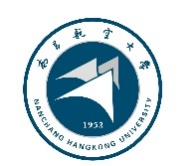 南昌航空大学
1952
NANCHANG HANGKONG UNIVERSITY